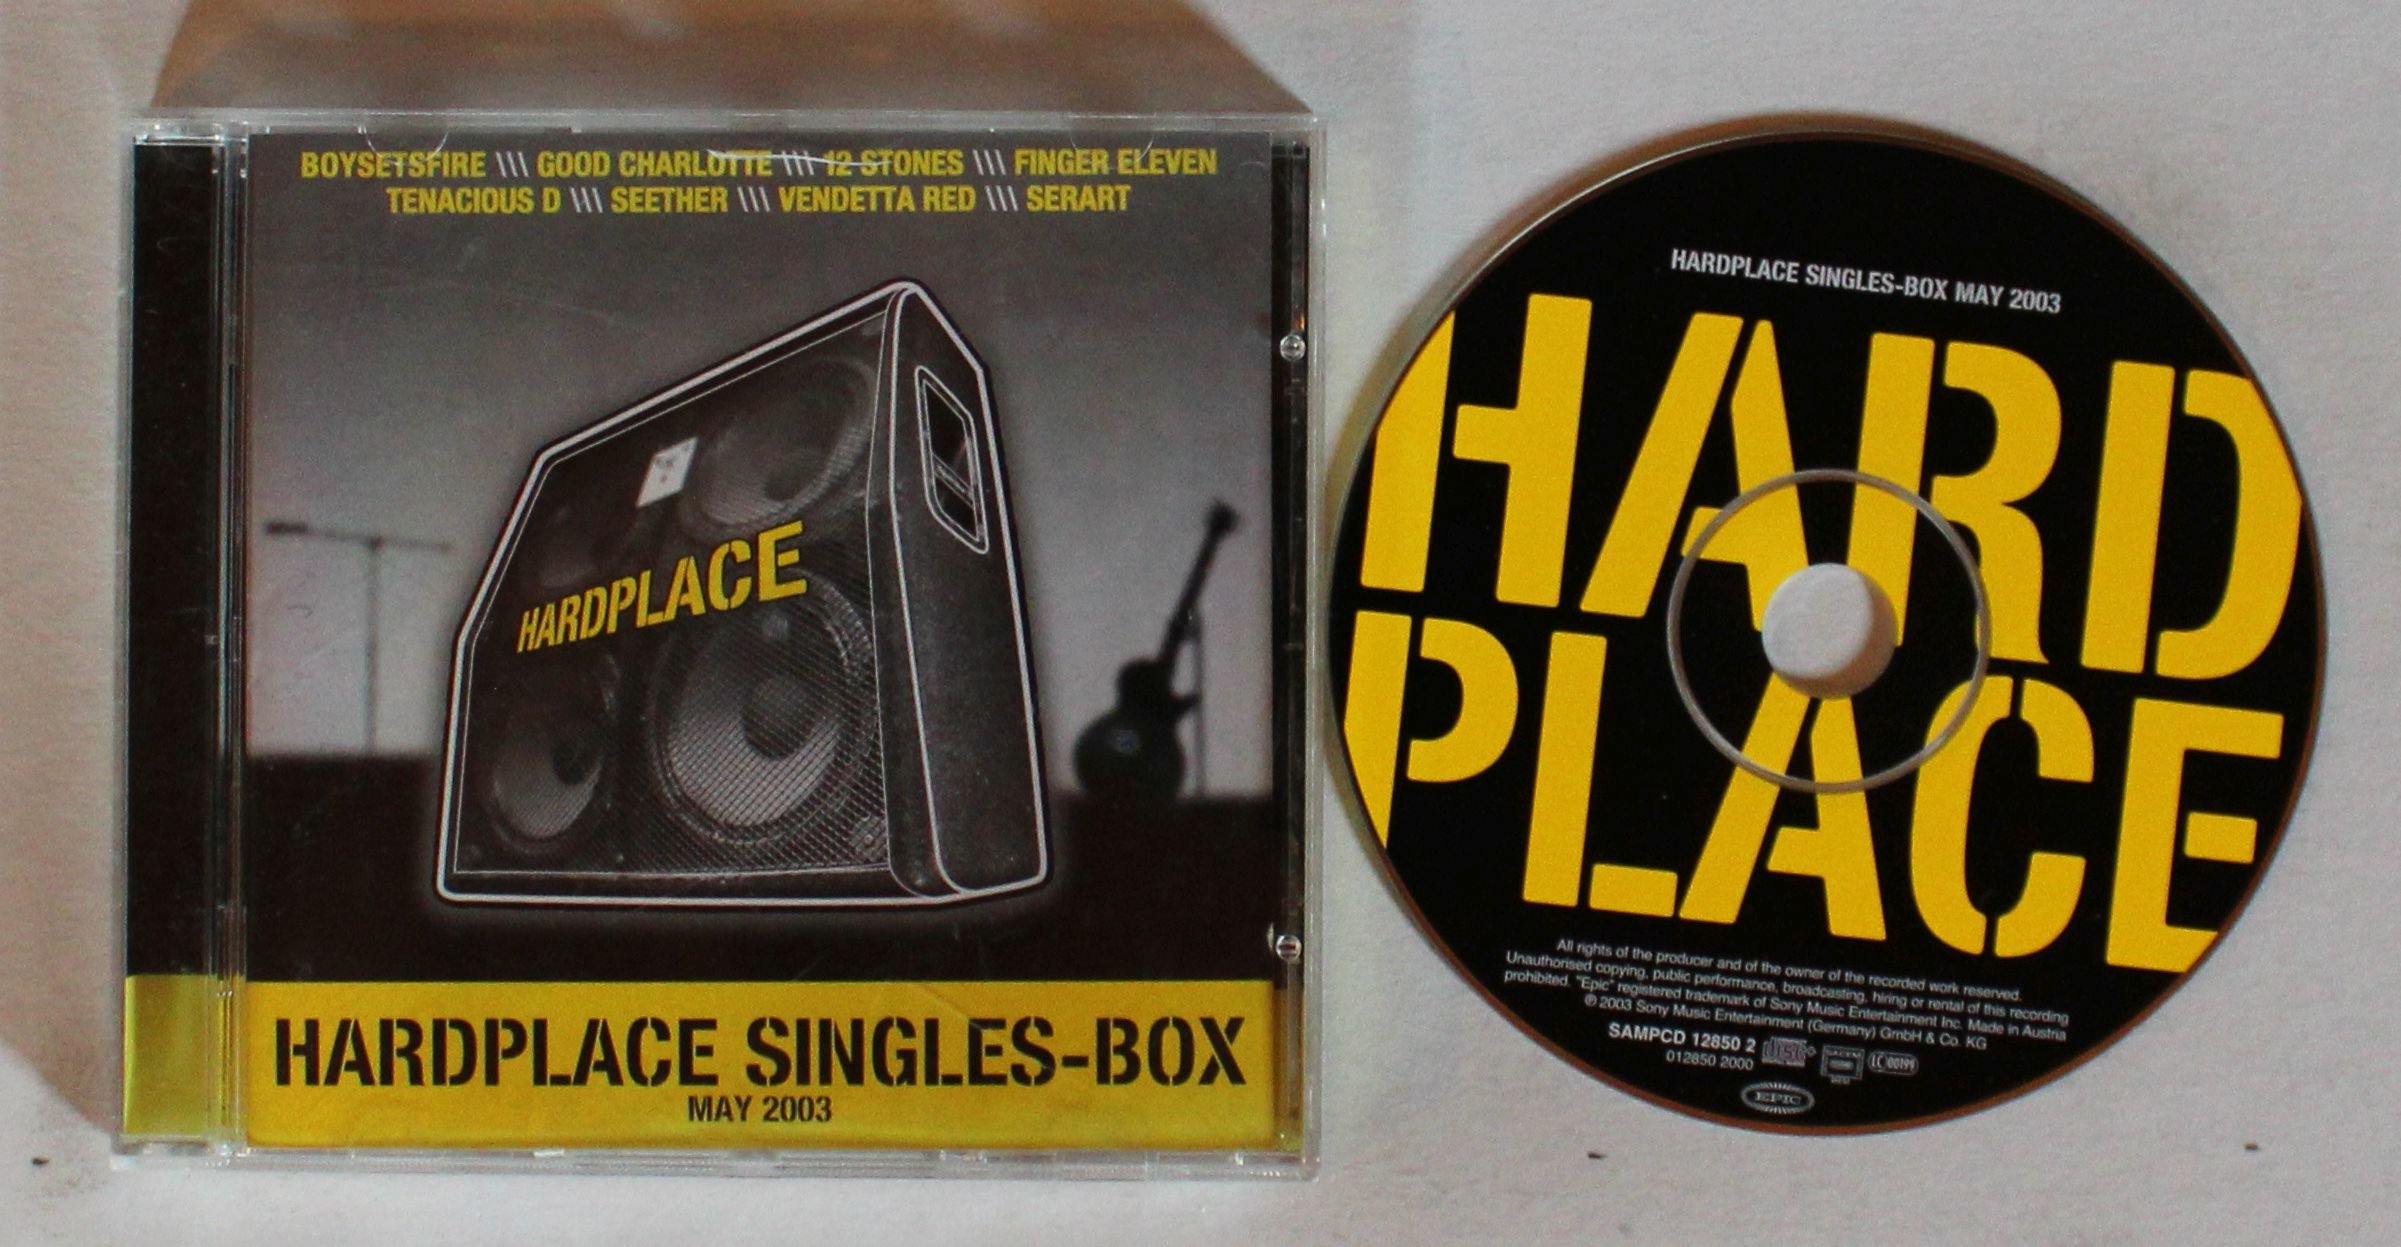 BOYSETSFIRE \\\ GOOD CHARLOTTE \\\ 12 STONES \\\ FINGER ELEVEN
TENACIOUS D \\\ SEETHER \\\ VENDETTA RED \\\ SERART
HARDPLACE
HARDPLACE SINGLES-BOX
MAY 2003
HARDPLACE SINGLES-BOX MAY 2003
HARD
PLACE
All rights of the producer and of the owner of the recorded work reserved.
Unauthorised copying, public performance, broadcasting, hiring or rental of this recording
prohibited. "Epic" registered trademark of Sony Music Entertainment Inc. Made in Austria
℗ 2003 Sony Music Entertainment (Germany) GmbH & Co. KG
SAMPCD 12850 2
012850 2000
LC 00199
EPIC